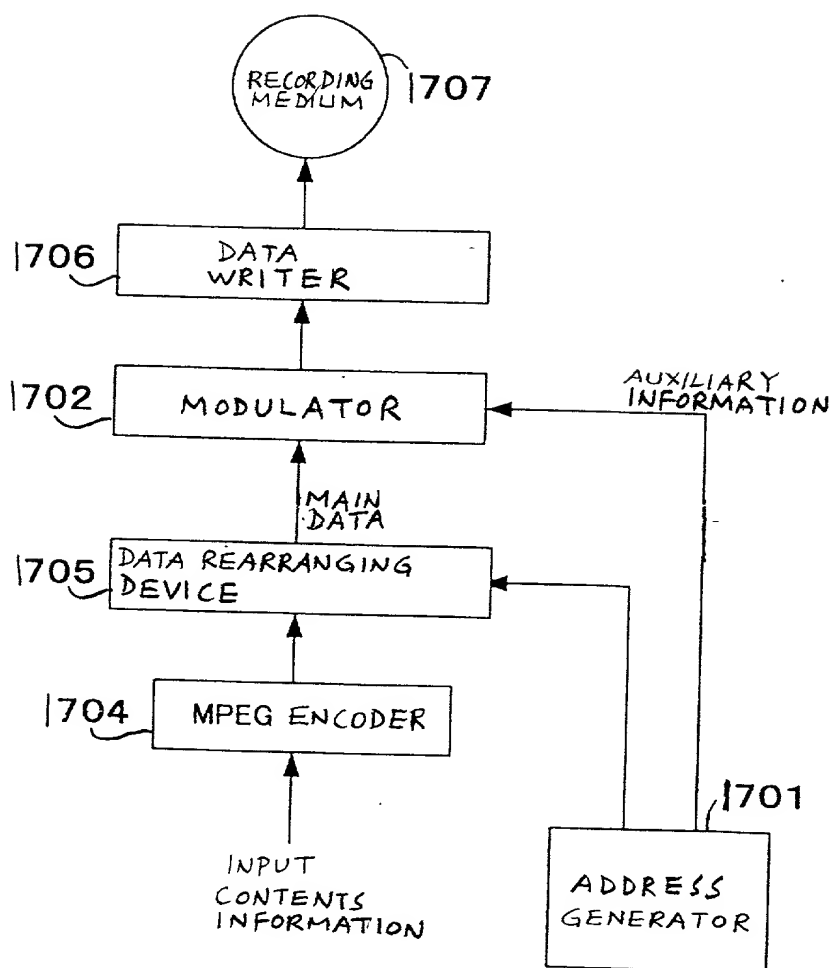 RECORDING
MEDIUM
1707
1706
DATA
WRITER
1702
MODULATOR
AUXILIARY
INFORMATION
MAIN
DATA
1705
DATA REARRANGING
DEVICE
1704
MPEG ENCODER
1701
INPUT
CONTENTS
INFORMATION
ADDRESS
GENERATOR